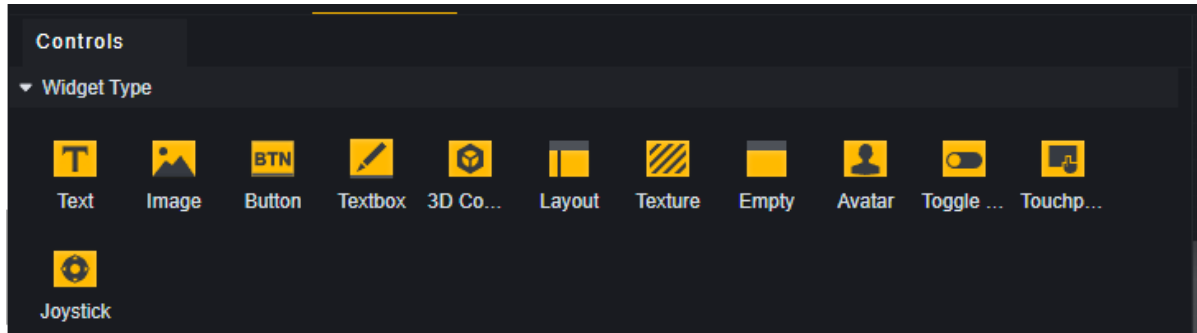 Controls
Widget Type
T BTN
Text Image Button Textbox 3D Co... Layout Texture Empty Avatar Toggle ... Touchp...
Joystick